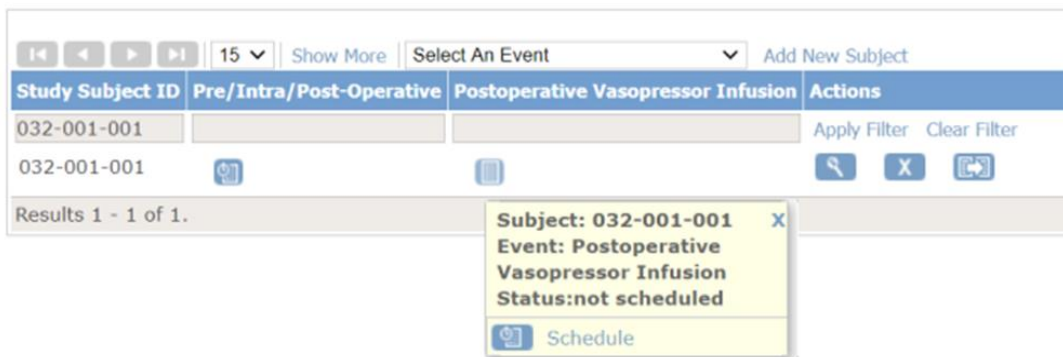 15 Show More Select An Event Add New Subject
Study Subject ID Pre/Intra/Post-Operative Postoperative Vasopressor Infusion Actions
032-001-001 Apply Filter Clear Filter
032-001-001 X
Results 1 - 1 of 1.
Subject: 032-001-001 X
Event: Postoperative
Vasopressor Infusion
Status:not scheduled
Schedule